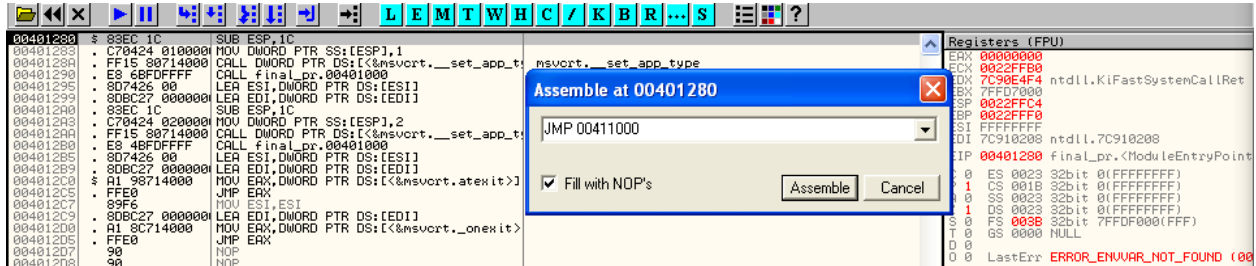 L E M T W H C / K B R ... S ?
00401280 $ 83EC 1C SUB ESP,1C
00401283 . C70424 0100000 MOV DWORD PTR SS:[ESP],1
0040128A . FF15 80714000 CALL DWORD PTR DS:[<&msvcrt.__set_app_t msvcrt.__set_app_type
00401290 . E8 6BFDFFFF CALL final_pr.00401000
00401295 . 8D7426 00 LEA ESI,DWORD PTR DS:[ESI]
00401299 . 8DBC27 0000000 LEA EDI,DWORD PTR DS:[EDI]
004012A0 . 83EC 1C SUB ESP,1C
004012A3 . C70424 0200000 MOV DWORD PTR SS:[ESP],2
004012AA . FF15 80714000 CALL DWORD PTR DS:[<&msvcrt.__set_app_t
004012B0 . E8 4BFDFFFF CALL final_pr.00401000
004012B5 . 8D7426 00 LEA ESI,DWORD PTR DS:[ESI]
004012B9 . 8DBC27 0000000 LEA EDI,DWORD PTR DS:[EDI]
004012C0 $ A1 98714000 MOV EAX,DWORD PTR DS:[<&msvcrt.atexit>]
004012C5 . FFE0 JMP EAX
004012C7 89F6 MOV ESI,ESI
004012C9 . 8DBC27 0000000 LEA EDI,DWORD PTR DS:[EDI]
004012D0 . A1 8C714000 MOV EAX,DWORD PTR DS:[<&msvcrt._onexit>
004012D5 . FFE0 JMP EAX
004012D7 90 NOP
004012D8 90 NOP
Assemble at 00401280
JMP 00411000
Fill with NOP's Assemble Cancel
Registers (FPU)
EAX 00000000
ECX 0022FFB0
EDX 7C90E4F4 ntdll.KiFastSystemCallRet
EBX 7FFD7000
ESP 0022FFC4
EBP 0022FFF0
ESI FFFFFFFF
EDI 7C910208 ntdll.7C910208
EIP 00401280 final_pr.<ModuleEntryPoint
C 0 ES 0023 32bit 0(FFFFFFFF)
P 1 CS 001B 32bit 0(FFFFFFFF)
A 0 SS 0023 32bit 0(FFFFFFFF)
Z 1 DS 0023 32bit 0(FFFFFFFF)
S 0 FS 003B 32bit 7FFDF000(FFF)
T 0 GS 0000 NULL
D 0
O 0 LastErr ERROR_ENVVAR_NOT_FOUND (00